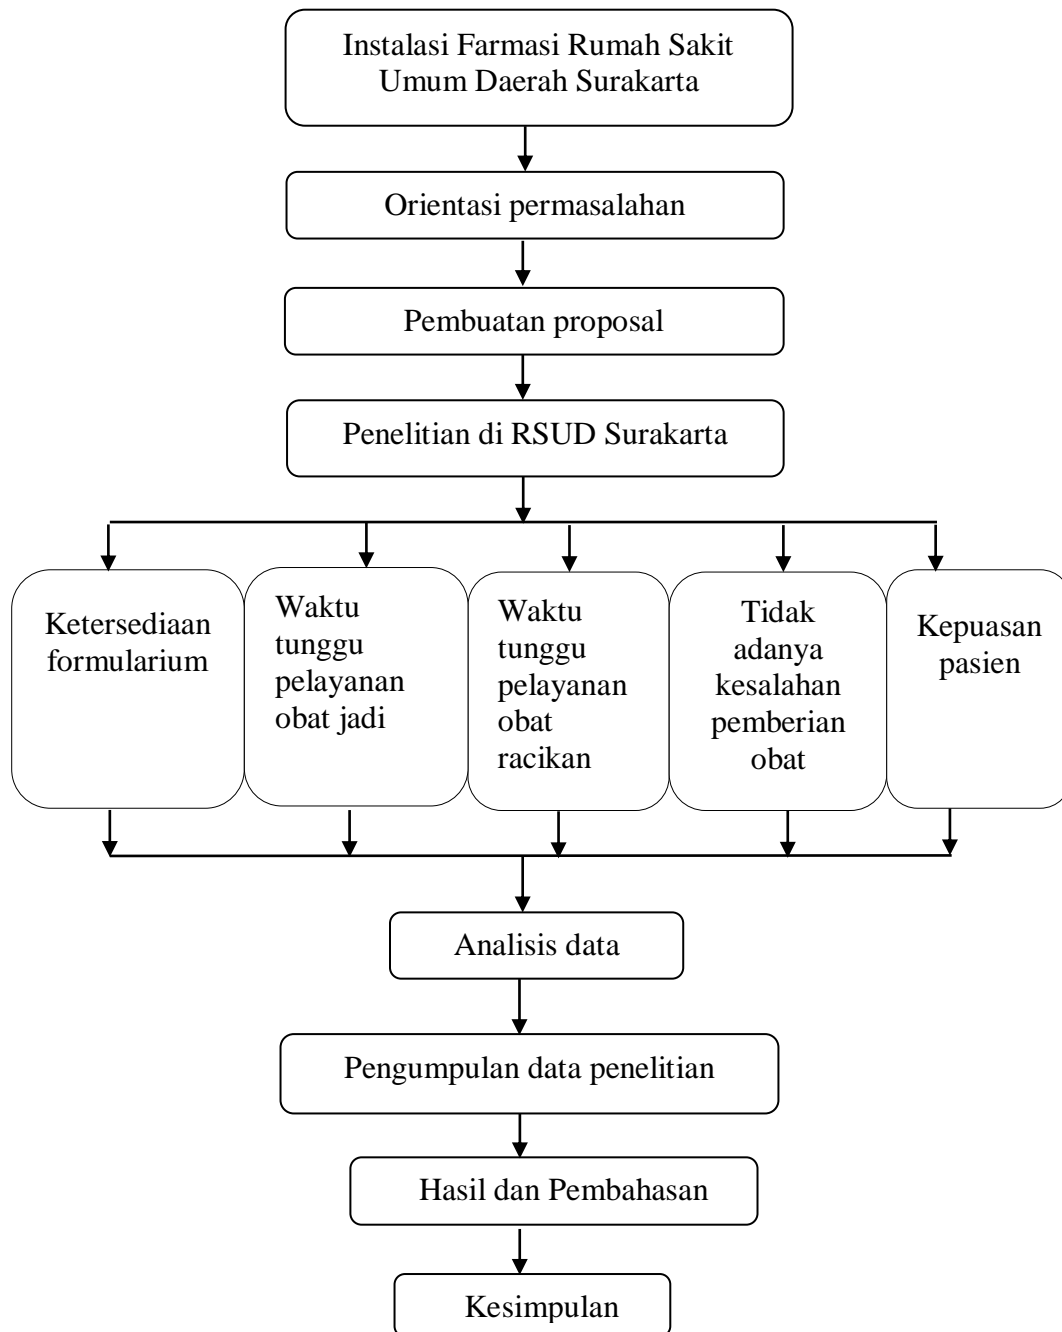 Instalasi Farmasi Rumah Sakit
Umum Daerah Surakarta
Orientasi permasalahan
Pembuatan proposal
Penelitian di RSUD Surakarta
Ketersediaan
formularium
Waktu
tunggu
pelayanan
obat jadi
Waktu
tunggu
pelayanan
obat
racikan
Tidak
adanya
kesalahan
pemberian
obat
Kepuasan
pasien
Analisis data
Pengumpulan data penelitian
Hasil dan Pembahasan
Kesimpulan